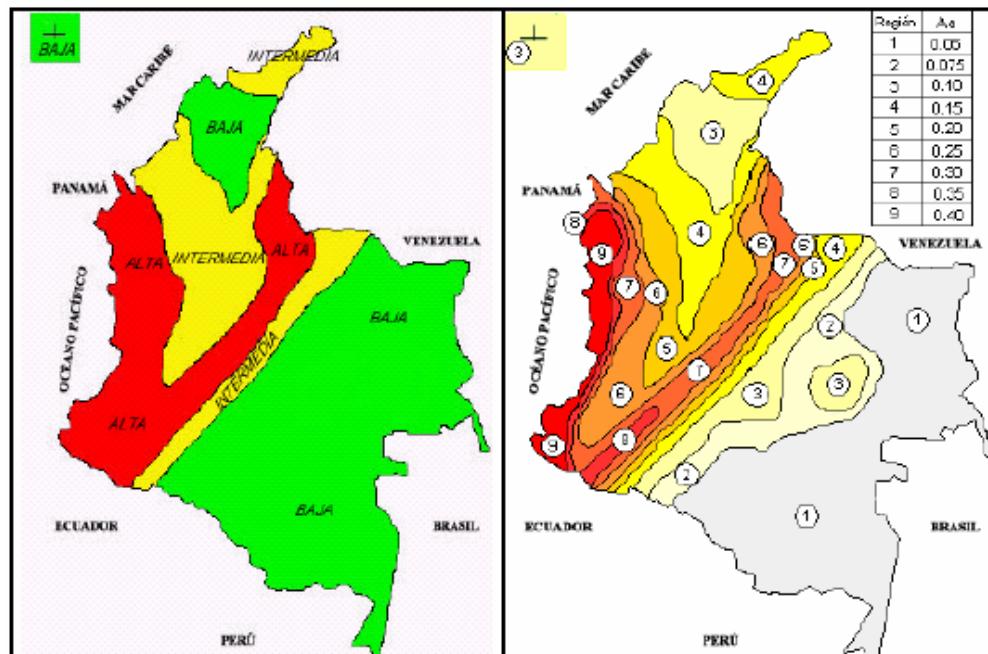 BAJA
INTERMEDIA
MAR CARIBE
BAJA
PANAMÁ
ALTA
INTERMEDIA
ALTA
VENEZUELA
OCÉANO PACÍFICO
BAJA
INTERMEDIA
ALTA
BAJA
ECUADOR
BRASIL
PERÚ
3
Región Aa
1 0.05
2 0.075
3 0.10
4 0.15
5 0.20
6 0.25
7 0.30
8 0.35
9 0.40
MAR CARIBE
4
3
PANAMÁ
8
9
4
6
6
4
VENEZUELA
7
5
7
6
OCÉANO PACÍFICO
1
2
5
7
3
3
6
8
9
2
1
ECUADOR
BRASIL
PERÚ